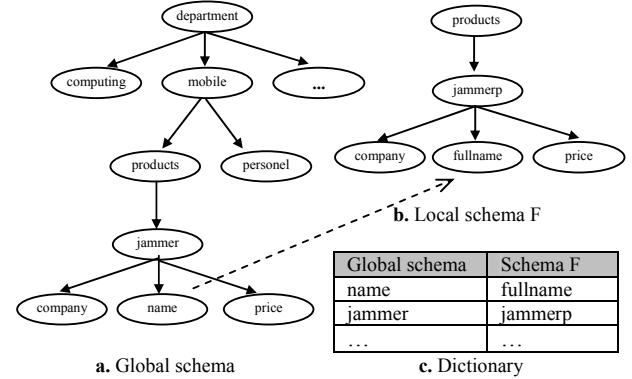 department
computing
mobile
...
products
personel
jammer
company
name
price
a. Global schema
products
jammerp
company
fullname
price
b. Local schema F
Global schema Schema F
name fullname
jammer jammerp
... ...
c. Dictionary